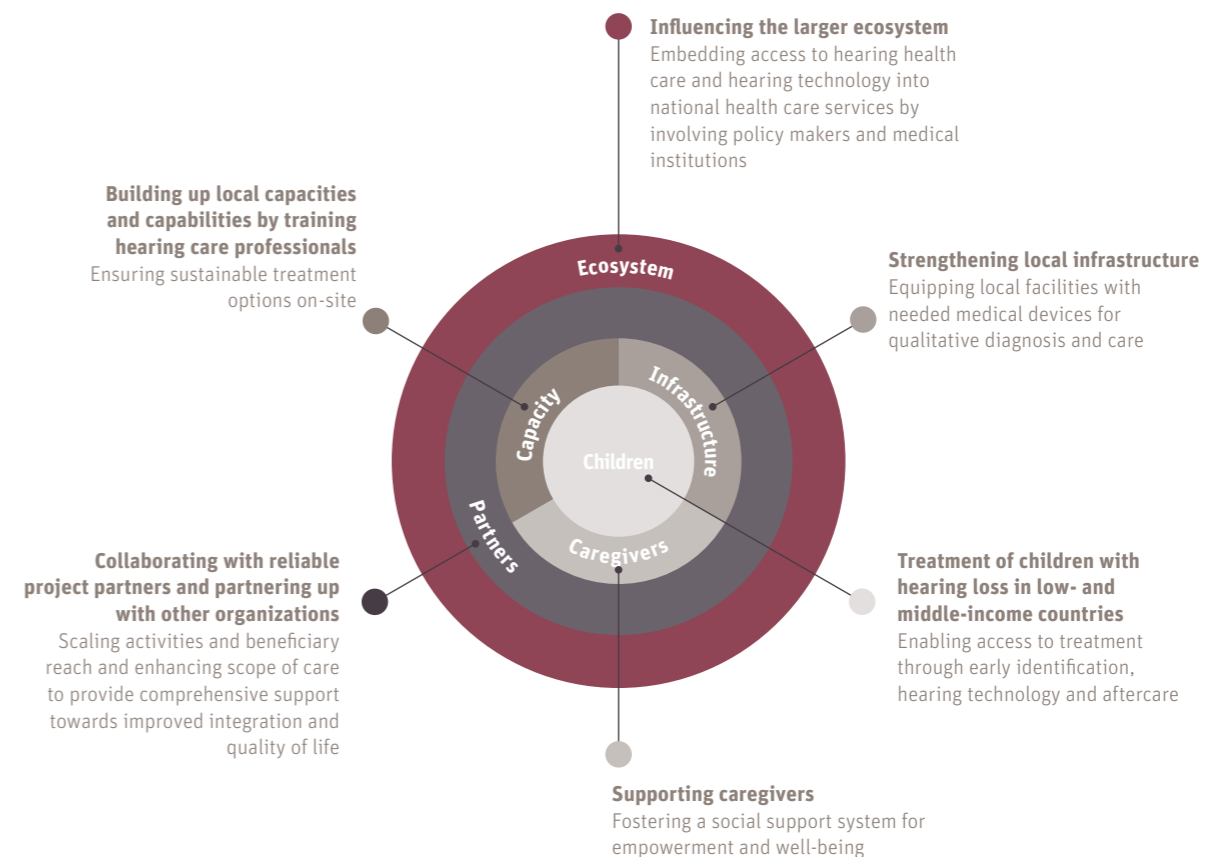 Influencing the larger ecosystem
Embedding access to hearing health
care and hearing technology into
national health care services by
involving policy makers and medical
institutions
Building up local capacities
and capabilities by training
hearing care professionals
Ensuring sustainable treatment
options on-site
Strengthening local infrastructure
Equipping local facilities with
needed medical devices for
qualitative diagnosis and care
Ecosystem
Infrastructure
Capacity
Children
Partners
Caregivers
Collaborating with reliable
project partners and partnering up
with other organizations
Scaling activities and beneficiary
reach and enhancing scope of care
to provide comprehensive support
towards improved integration and
quality of life
Treatment of children with
hearing loss in low- and
middle-income countries
Enabling access to treatment
through early identification,
hearing technology and aftercare
Supporting caregivers
Fostering a social support system for
empowerment and well-being